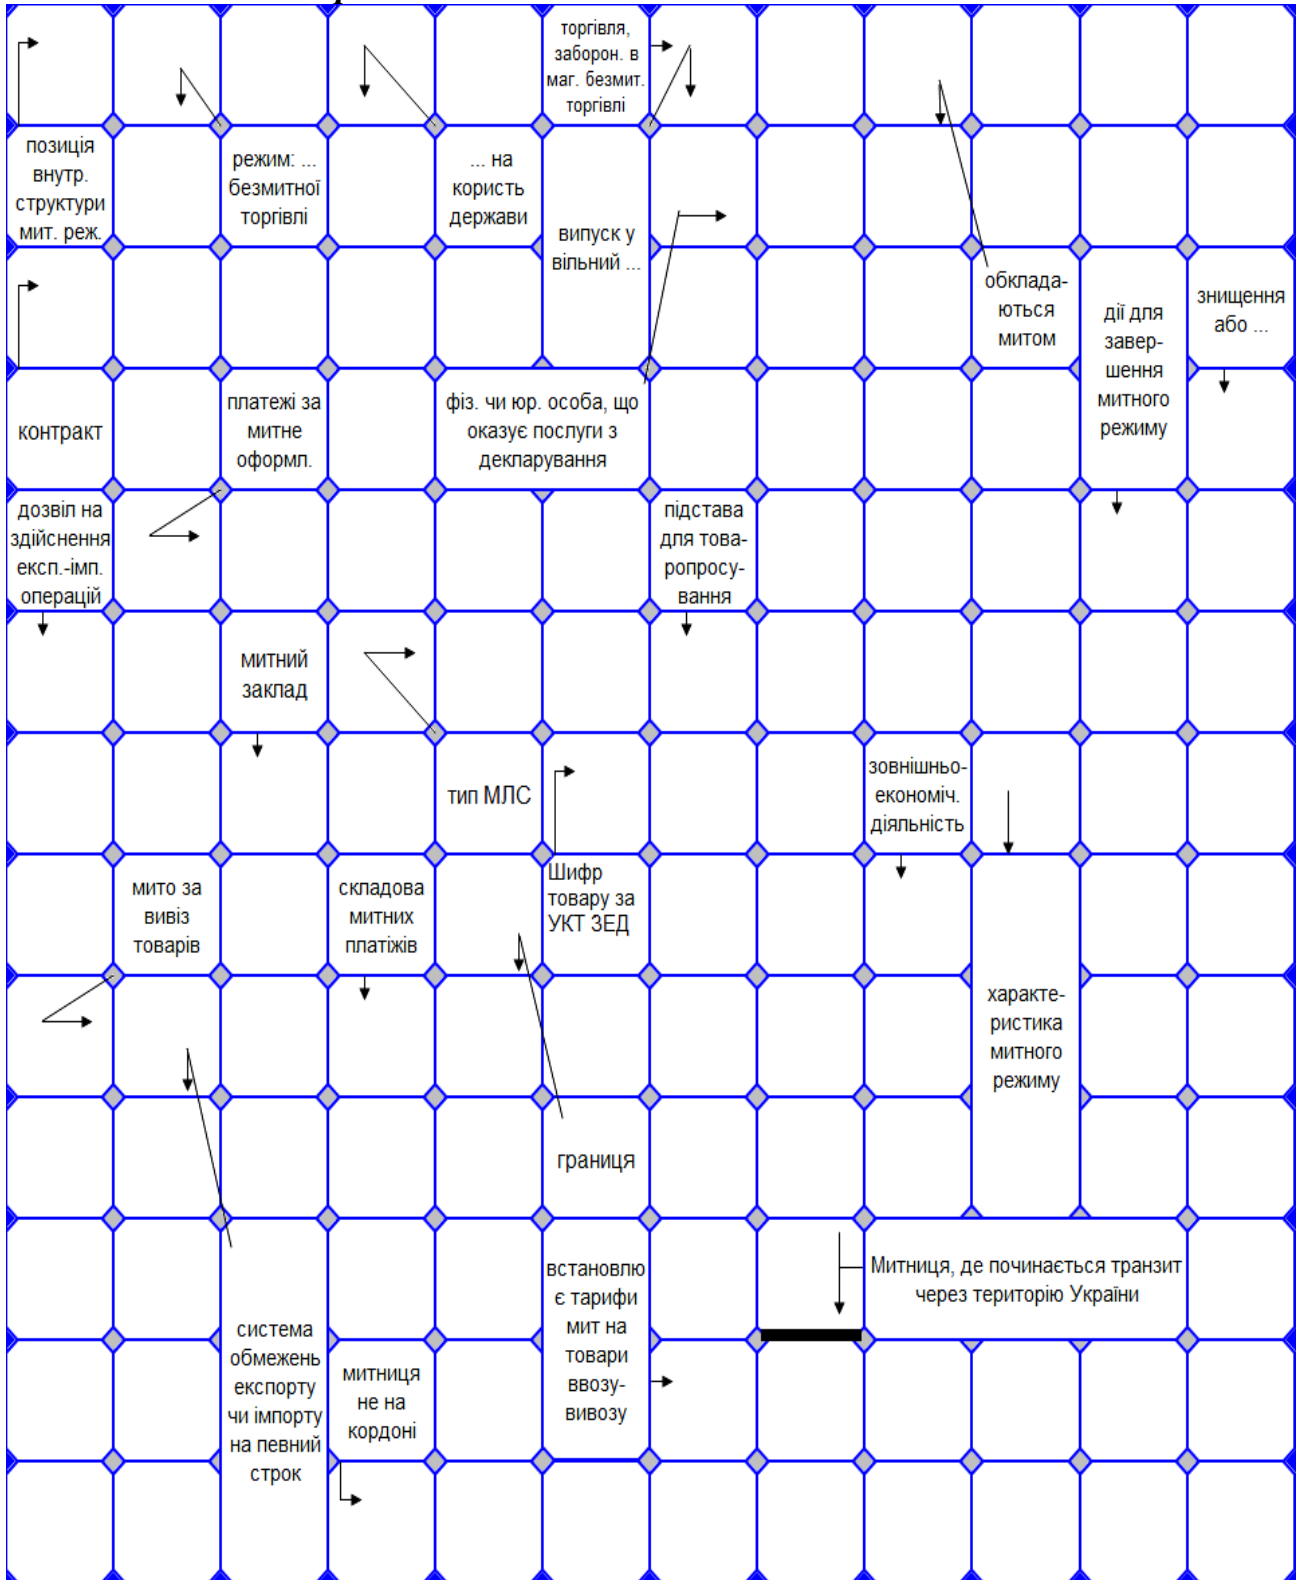 торгівля,
заборон. в
маг. безмит.
торгівлі
позиція
внутр.
структури
мит. реж.
режим: ...
безмитної
торгівлі
... на
користь
держави
випуск у
вільний ...
обклада-
ються
митом
дії для
завер-
шення
митного
режиму
знищення
або ...
контракт
платежі за
митне
оформл.
фіз. чи юр. особа, що
оказує послуги з
декларування
дозвіл на
здійснення
експ.-імп.
операцій
підстава
для това-
ропросу-
вання
митний
заклад
тип МЛС
зовнішньо-
економіч.
діяльність
мито за
вивіз
товарів
складова
митних
платіжів
Шифр
товару за
УКТ ЗЕД
характе-
ристика
митного
режиму
границя
система
обмежень
експорту
чи імпорту
на певний
строк
митниця
не на
кордоні
встановлю
є тарифи
мит на
товари
ввозу-
вивозу
Митниця, де починається транзит
через територію України